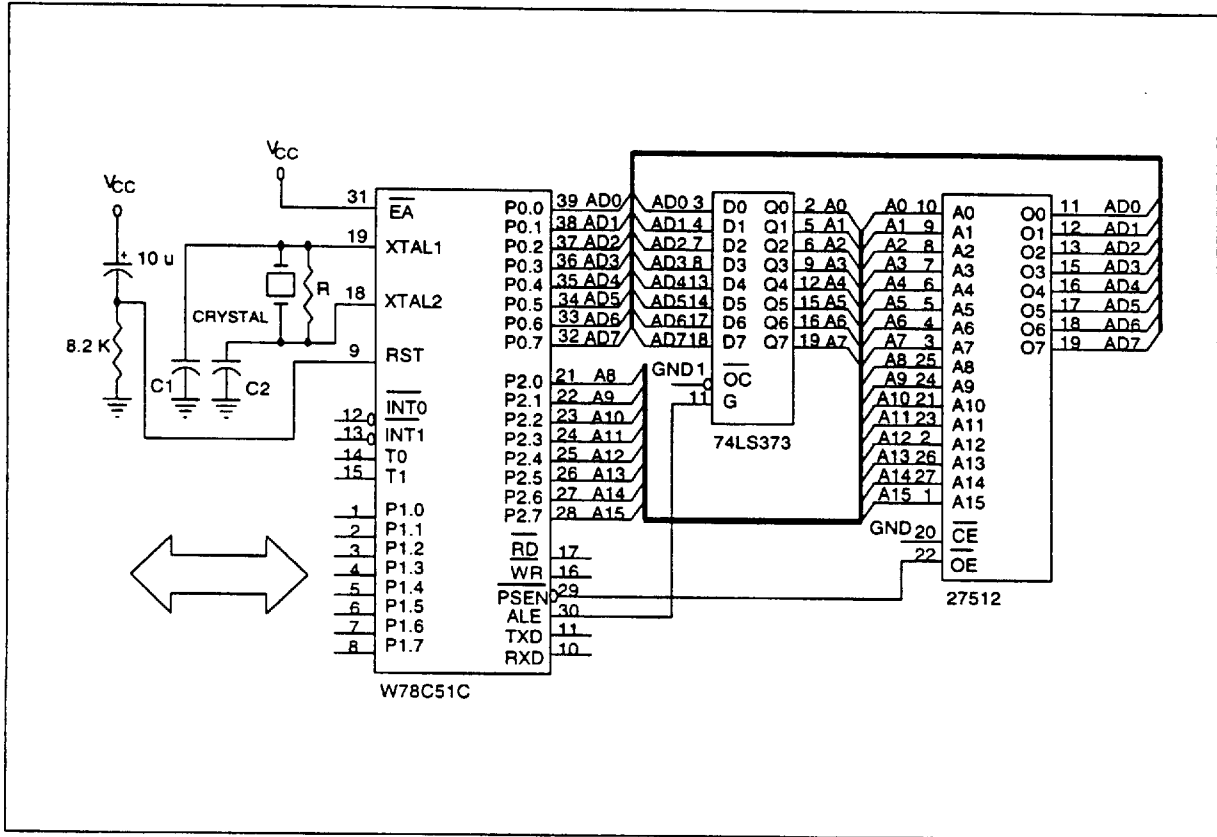 VCC
10 u
8.2 K
C1
C2
VCC
CRYSTAL
R
31 EA
19 XTAL1
18 XTAL2
9 RST
12 INT0
13 INT1
14 T0
15 T1
1 P1.0
2 P1.1
3 P1.2
4 P1.3
5 P1.4
6 P1.5
7 P1.6
8 P1.7
P0.0 39 AD0
P0.1 38 AD1
P0.2 37 AD2
P0.3 36 AD3
P0.4 35 AD4
P0.5 34 AD5
P0.6 33 AD6
P0.7 32 AD7
P2.0 21 A8
P2.1 22 A9
P2.2 23 A10
P2.3 24 A11
P2.4 25 A12
P2.5 26 A13
P2.6 27 A14
P2.7 28 A15
RD 17
WR 16
PSEN 29
ALE 30
TXD 11
RXD 10
W78C51C
AD0 3 D0 Q0 2 A0
AD1 4 D1 Q1 5 A1
AD2 7 D2 Q2 6 A2
AD3 8 D3 Q3 9 A3
AD4 13 D4 Q4 12 A4
AD5 14 D5 Q5 15 A5
AD6 17 D6 Q6 16 A6
AD7 18 D7 Q7 19 A7
GND 1 OC
11 G
74LS373
A0 10 A0 O0 11 AD0
A1 9 A1 O1 12 AD1
A2 8 A2 O2 13 AD2
A3 7 A3 O3 15 AD3
A4 6 A4 O4 16 AD4
A5 5 A5 O5 17 AD5
A6 4 A6 O6 18 AD6
A7 3 A7 O7 19 AD7
A8 25 A8
A9 24 A9
A10 21 A10
A11 23 A11
A12 2 A12
A13 26 A13
A14 27 A14
A15 1 A15
GND 20 CE
22 OE
27512